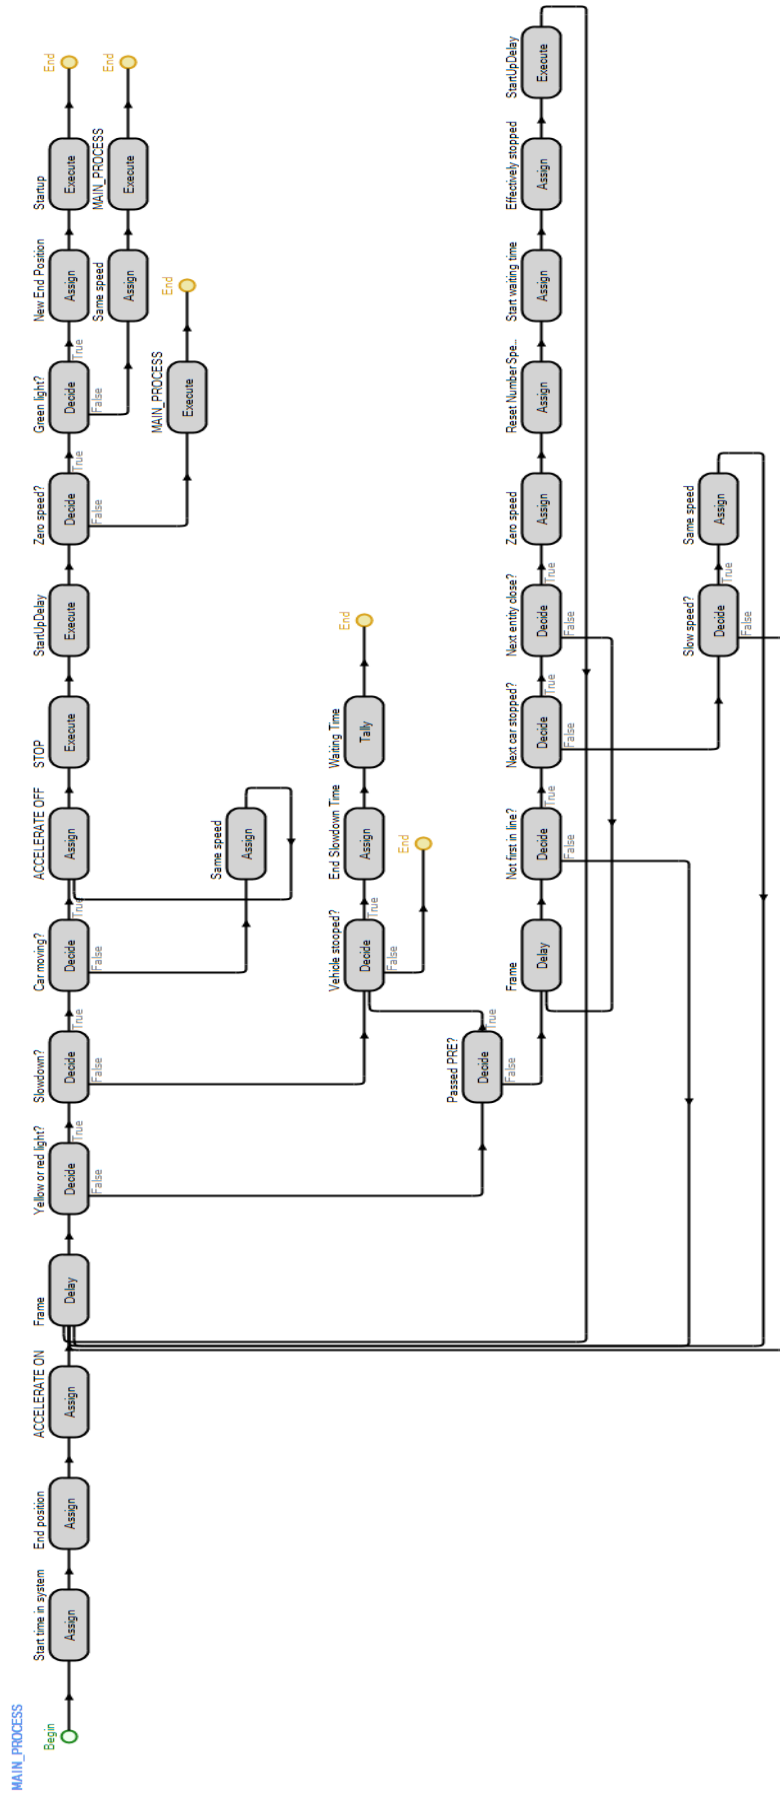 MAIN_PROCESS
Begin
Start time in system
Assign
End position
Assign
ACCELERATE ON
Assign
Frame
Delay
Yellow or red light?
Decide
True
False
Slowdown?
Decide
True
False
Car moving?
Decide
True
False
ACCELERATE OFF
Assign
STOP
Execute
StartUpDelay
Execute
Zero speed?
Decide
True
False
Green light?
Decide
True
False
New End Position
Assign
Startup
Execute
End
Same speed
Assign
MAIN_PROCESS
Execute
End
MAIN_PROCESS
Execute
End
Same speed
Assign
Vehicle stooped?
Decide
True
False
End Slowdown Time
Assign
Waiting Time
Tally
End
End
Passed PRE?
Decide
True
False
Frame
Delay
Not first in line?
Decide
True
False
Next car stopped?
Decide
True
False
Next entity close?
Decide
True
False
Zero speed
Assign
Reset Number Spe...
Assign
Start waiting time
Assign
Effectively stopped
Assign
StartUpDelay
Execute
Slow speed?
Decide
True
False
Same speed
Assign